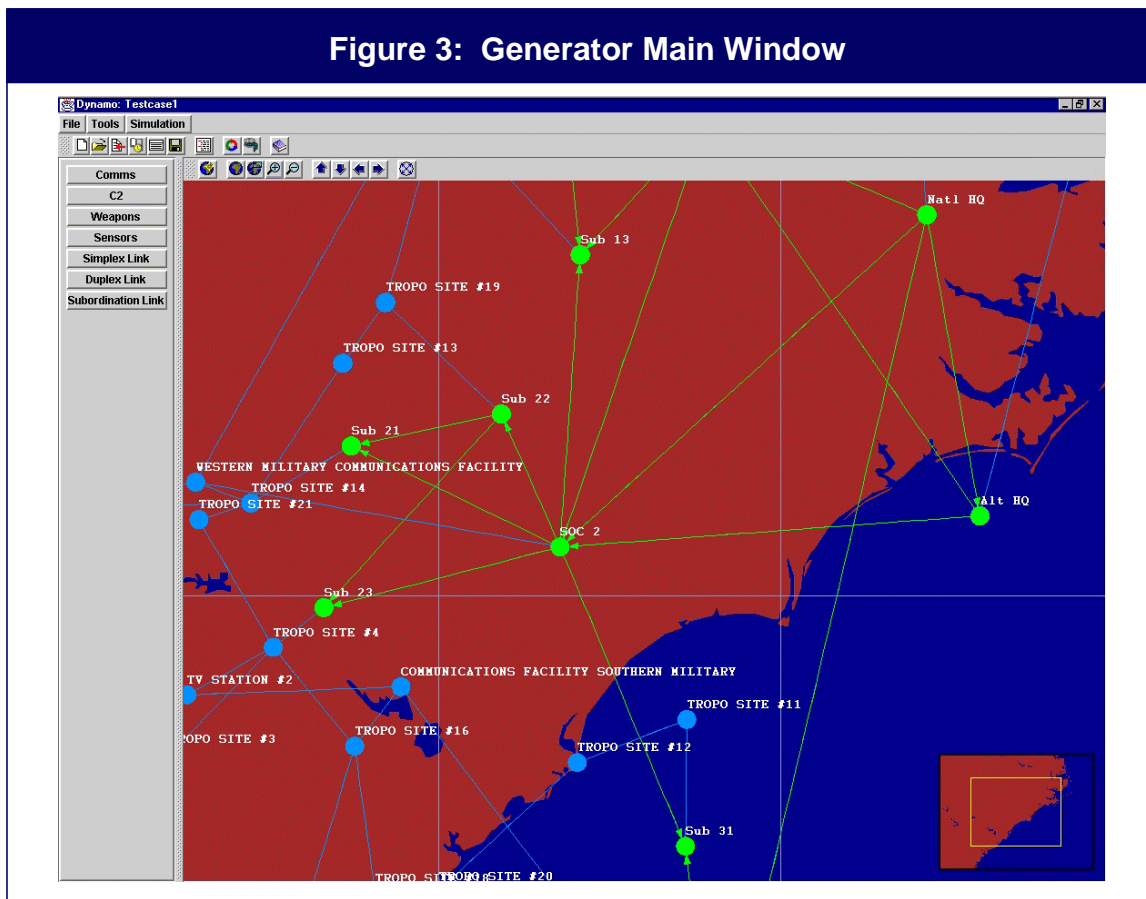 Figure 3: Generator Main Window
Dynamo: Testcase1
File Tools Simulation
Comms
C2
Weapons
Sensors
Simplex Link
Duplex Link
Subordination Link
Natl HQ
Sub 13
TROPO SITE #19
TROPO SITE #13
Sub 22
Sub 21
WESTERN MILITARY COMMUNICATIONS FACILITY
TROPO SITE #14
TROPO SITE #21
Alt HQ
SOC 2
Sub 23
TROPO SITE #4
COMMUNICATIONS FACILITY SOUTHERN MILITARY
TV STATION #2
TROPO SITE #11
TROPO SITE #16
ROPO SITE #3
TROPO SITE #12
Sub 31
TROPO SITE #20